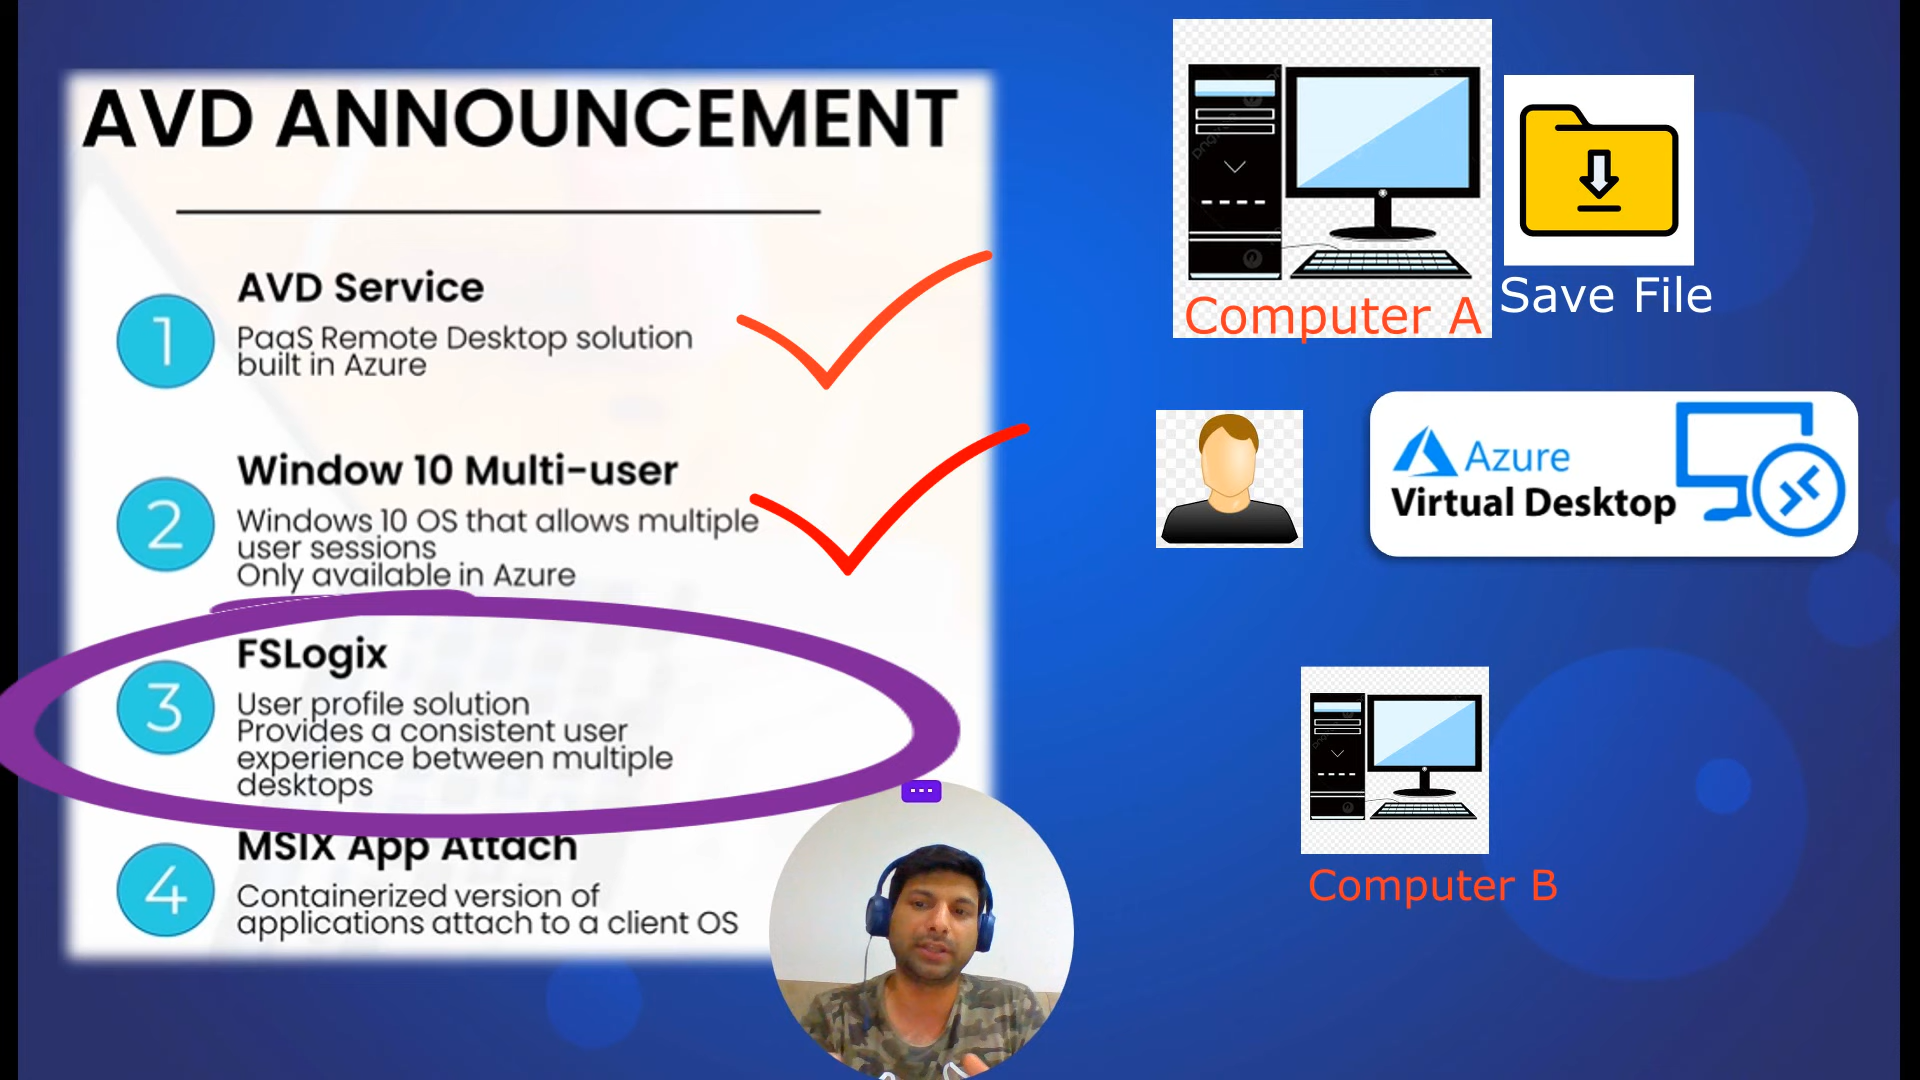 AVD ANNOUNCEMENT
1
AVD Service
PaaS Remote Desktop solution
built in Azure
2
Window 10 Multi-user
Windows 10 OS that allows multiple
user sessions
Only available in Azure
3
FSLogix
User profile solution
Provides a consistent user
experience between multiple
desktops
4
MSIX App Attach
Containerized version of
applications attach to a client OS
Computer A
Save File
Azure
Virtual Desktop
Computer B